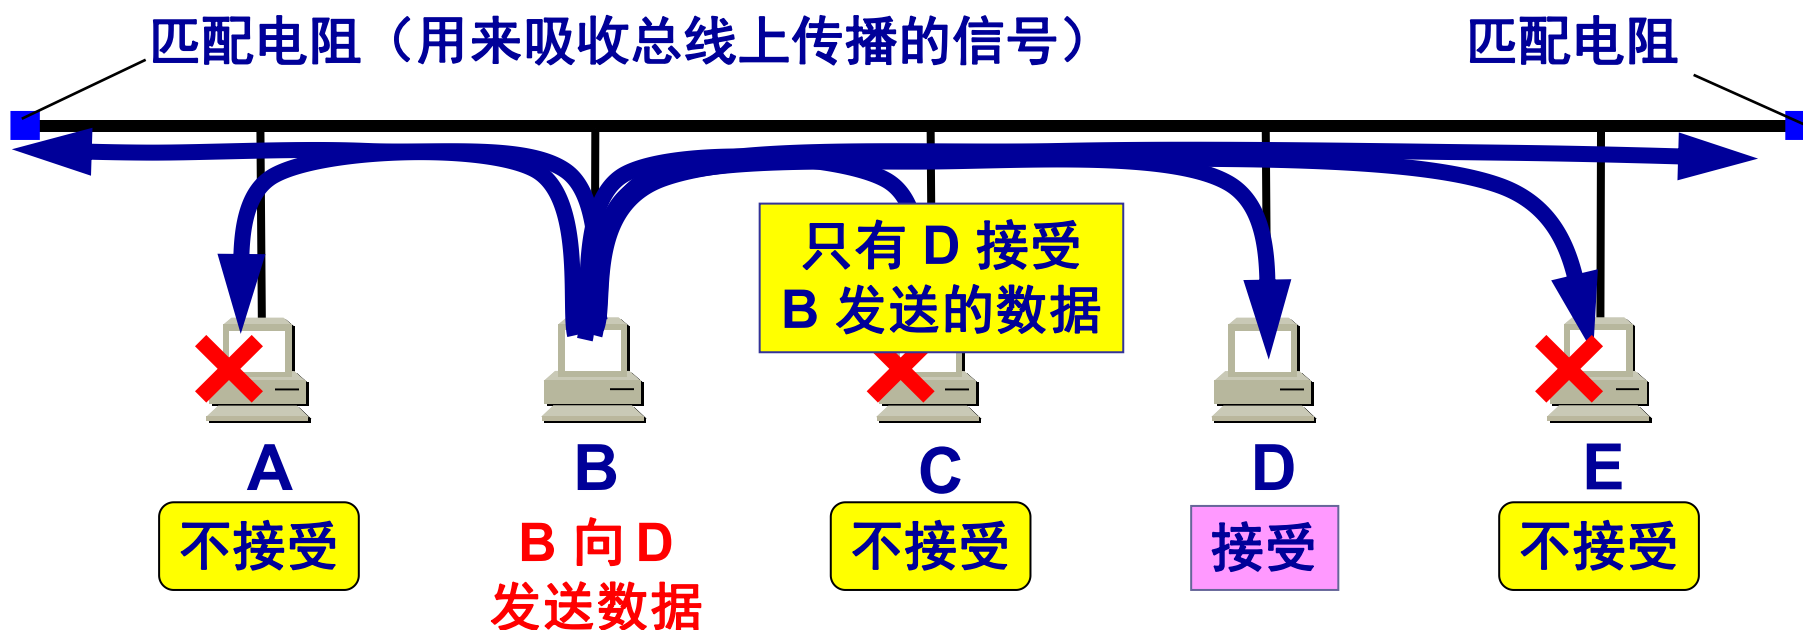 匹配电阻（用来吸收总线上传播的信号）
匹配电阻
只有 D 接受
B 发送的数据
A
B
C
D
E
不接受
B 向 D
发送数据
不接受
接受
不接受